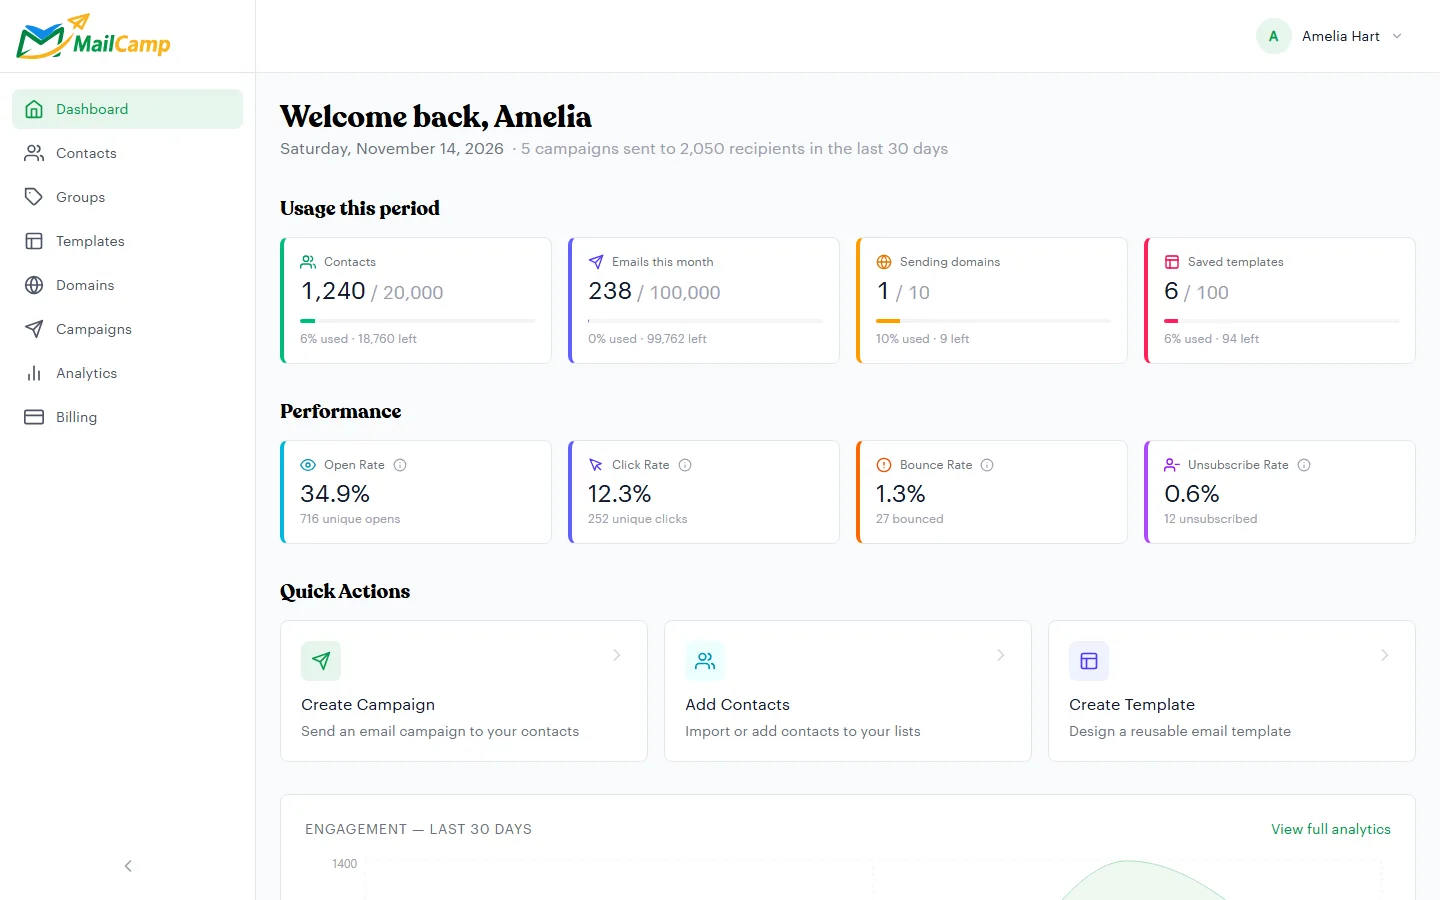 MailCamp
A
Amelia Hart
Dashboard
Contacts
Groups
Templates
Domains
Campaigns
Analytics
Billing
Welcome back, Amelia
Saturday, November 14, 2026 · 5 campaigns sent to 2,050 recipients in the last 30 days
Usage this period
Contacts
1,240 / 20,000
6% used · 18,760 left
Emails this month
238 / 100,000
0% used · 99,762 left
Sending domains
1 / 10
10% used · 9 left
Saved templates
6 / 100
6% used · 94 left
Performance
Open Rate
34.9%
716 unique opens
Click Rate
12.3%
252 unique clicks
Bounce Rate
1.3%
27 bounced
Unsubscribe Rate
0.6%
12 unsubscribed
Quick Actions
Create Campaign
Send an email campaign to your contacts
Add Contacts
Import or add contacts to your lists
Create Template
Design a reusable email template
ENGAGEMENT — LAST 30 DAYS
View full analytics
1400